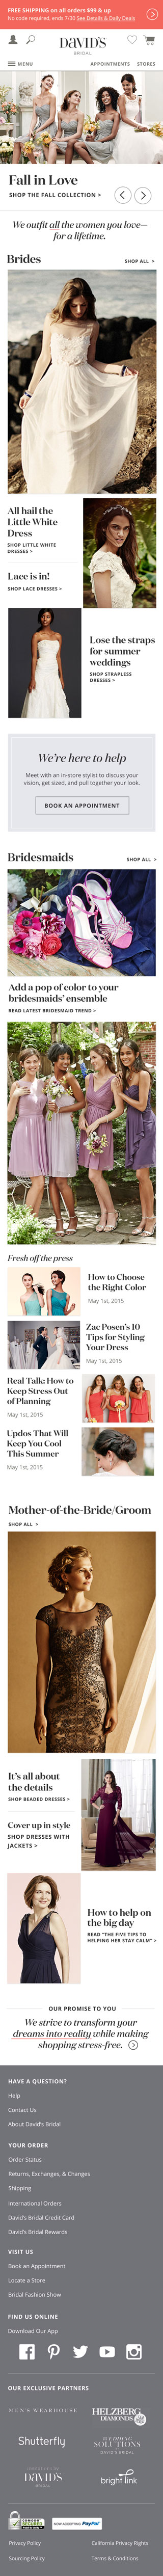 FREE SHIPPING on all orders $99 & up
No code required, ends 7/30 See Details & Daily Deals
DAVID'S
BRIDAL
MENU
APPOINTMENTS STORES
Fall in Love
SHOP THE FALL COLLECTION >
We outfit all the women you love—
for a lifetime.
Brides
SHOP ALL >
All hail the
Little White
Dress
SHOP LITTLE WHITE
DRESSES >
Lace is in!
SHOP LACE DRESSES >
Lose the straps
for summer
weddings
SHOP STRAPLESS
DRESSES >
We're here to help
Meet with an in-store stylist to discuss your
vision, get sized, and pull together your look.
BOOK AN APPOINTMENT
Bridesmaids
SHOP ALL >
Add a pop of color to your
bridesmaids' ensemble
READ LATEST BRIDESMAID TREND >
Fresh off the press
How to Choose
the Right Color
May 1st, 2015
Zac Posen's 10
Tips for Styling
Your Dress
May 1st, 2015
Real Talk: How to
Keep Stress Out
of Planning
May 1st, 2015
Updos That Will
Keep You Cool
This Summer
May 1st, 2015
Mother-of-the-Bride/Groom
SHOP ALL >
It's all about
the details
SHOP BEADED DRESSES >
Cover up in style
SHOP DRESSES WITH
JACKETS >
How to help on
the big day
READ "THE FIVE TIPS TO
HELPING HER STAY CALM" >
OUR PROMISE TO YOU
We strive to transform your
dreams into reality while making
shopping stress-free.
HAVE A QUESTION?
Help
Contact Us
About David's Bridal
YOUR ORDER
Order Status
Returns, Exchanges, & Changes
Shipping
International Orders
David's Bridal Credit Card
David's Bridal Rewards
VISIT US
Book an Appointment
Locate a Store
Bridal Fashion Show
FIND US ONLINE
Download Our App
OUR EXCLUSIVE PARTNERS
MEN'S WEARHOUSE
HELZBERG
DIAMONDS
Shutterfly
WEDDING
SOLUTIONS
DAVID'S BRIDAL
DAVID'S
BRIDAL
bright link
NOW ACCEPTING PayPal
Privacy Policy
California Privacy Rights
Sourcing Policy
Terms & Conditions